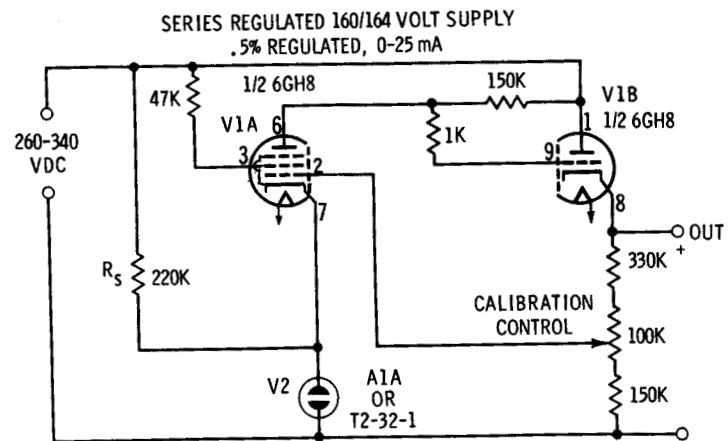 SERIES REGULATED 160/164 VOLT SUPPLY
.5% REGULATED, 0-25 mA
1/2 6GH8
150K
V1B
1/2 6GH8
47K
V1A
6
1
1K
260-340
VDC
3
2
9
7
8
OUT
+
330K
RS
220K
CALIBRATION
CONTROL
100K
V2
A1A
OR
T2-32-1
150K